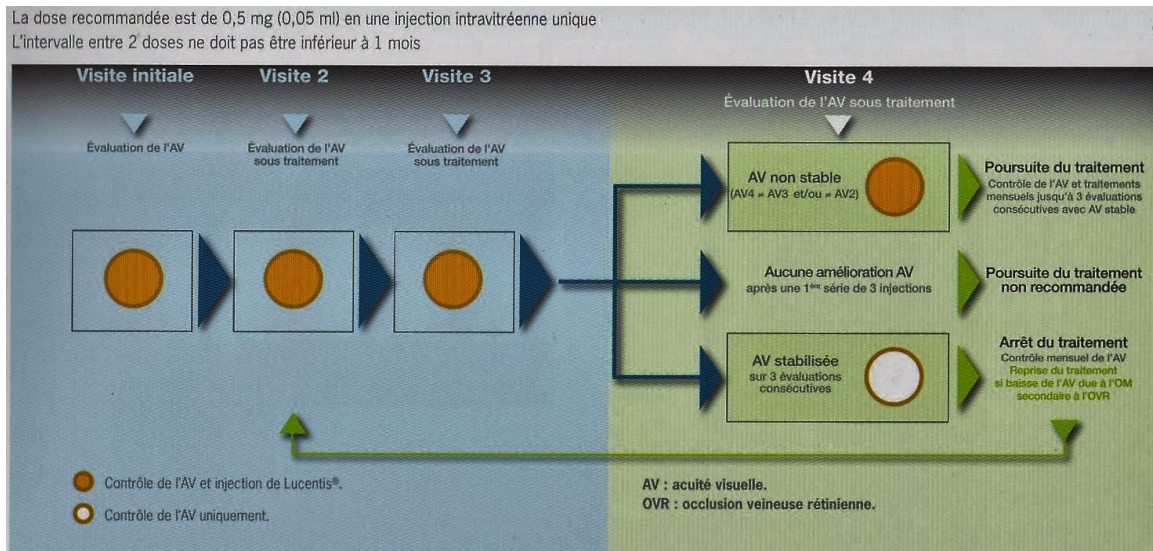 La dose recommandée est de 0,5 mg (0,05 ml) en une injection intravitréenne unique
L'intervalle entre 2 doses ne doit pas être inférieur à 1 mois
Visite initiale
Visite 2
Visite 3
Visite 4
Évaluation de l'AV sous traitement
Évaluation de l'AV
Évaluation de l'AV
sous traitement
Évaluation de l'AV
sous traitement
AV non stable
(AV4 ≠ AV3 et/ou ≠ AV2)
Poursuite du traitement
Contrôle de l'AV et traitements
mensuels jusqu'à 3 évaluations
consécutives avec AV stable
Aucune amélioration AV
après une 1ère série de 3 injections
Poursuite du traitement
non recommandée
AV stabilisée
sur 3 évaluations
consécutives
Arrêt du traitement
Contrôle mensuel de l'AV
Reprise du traitement
si baisse de l'AV due à l'OM
secondaire à l'OVR
Contrôle de l'AV et injection de Lucentis®.
Contrôle de l'AV uniquement.
AV : acuité visuelle.
OVR : occlusion veineuse rétinienne.